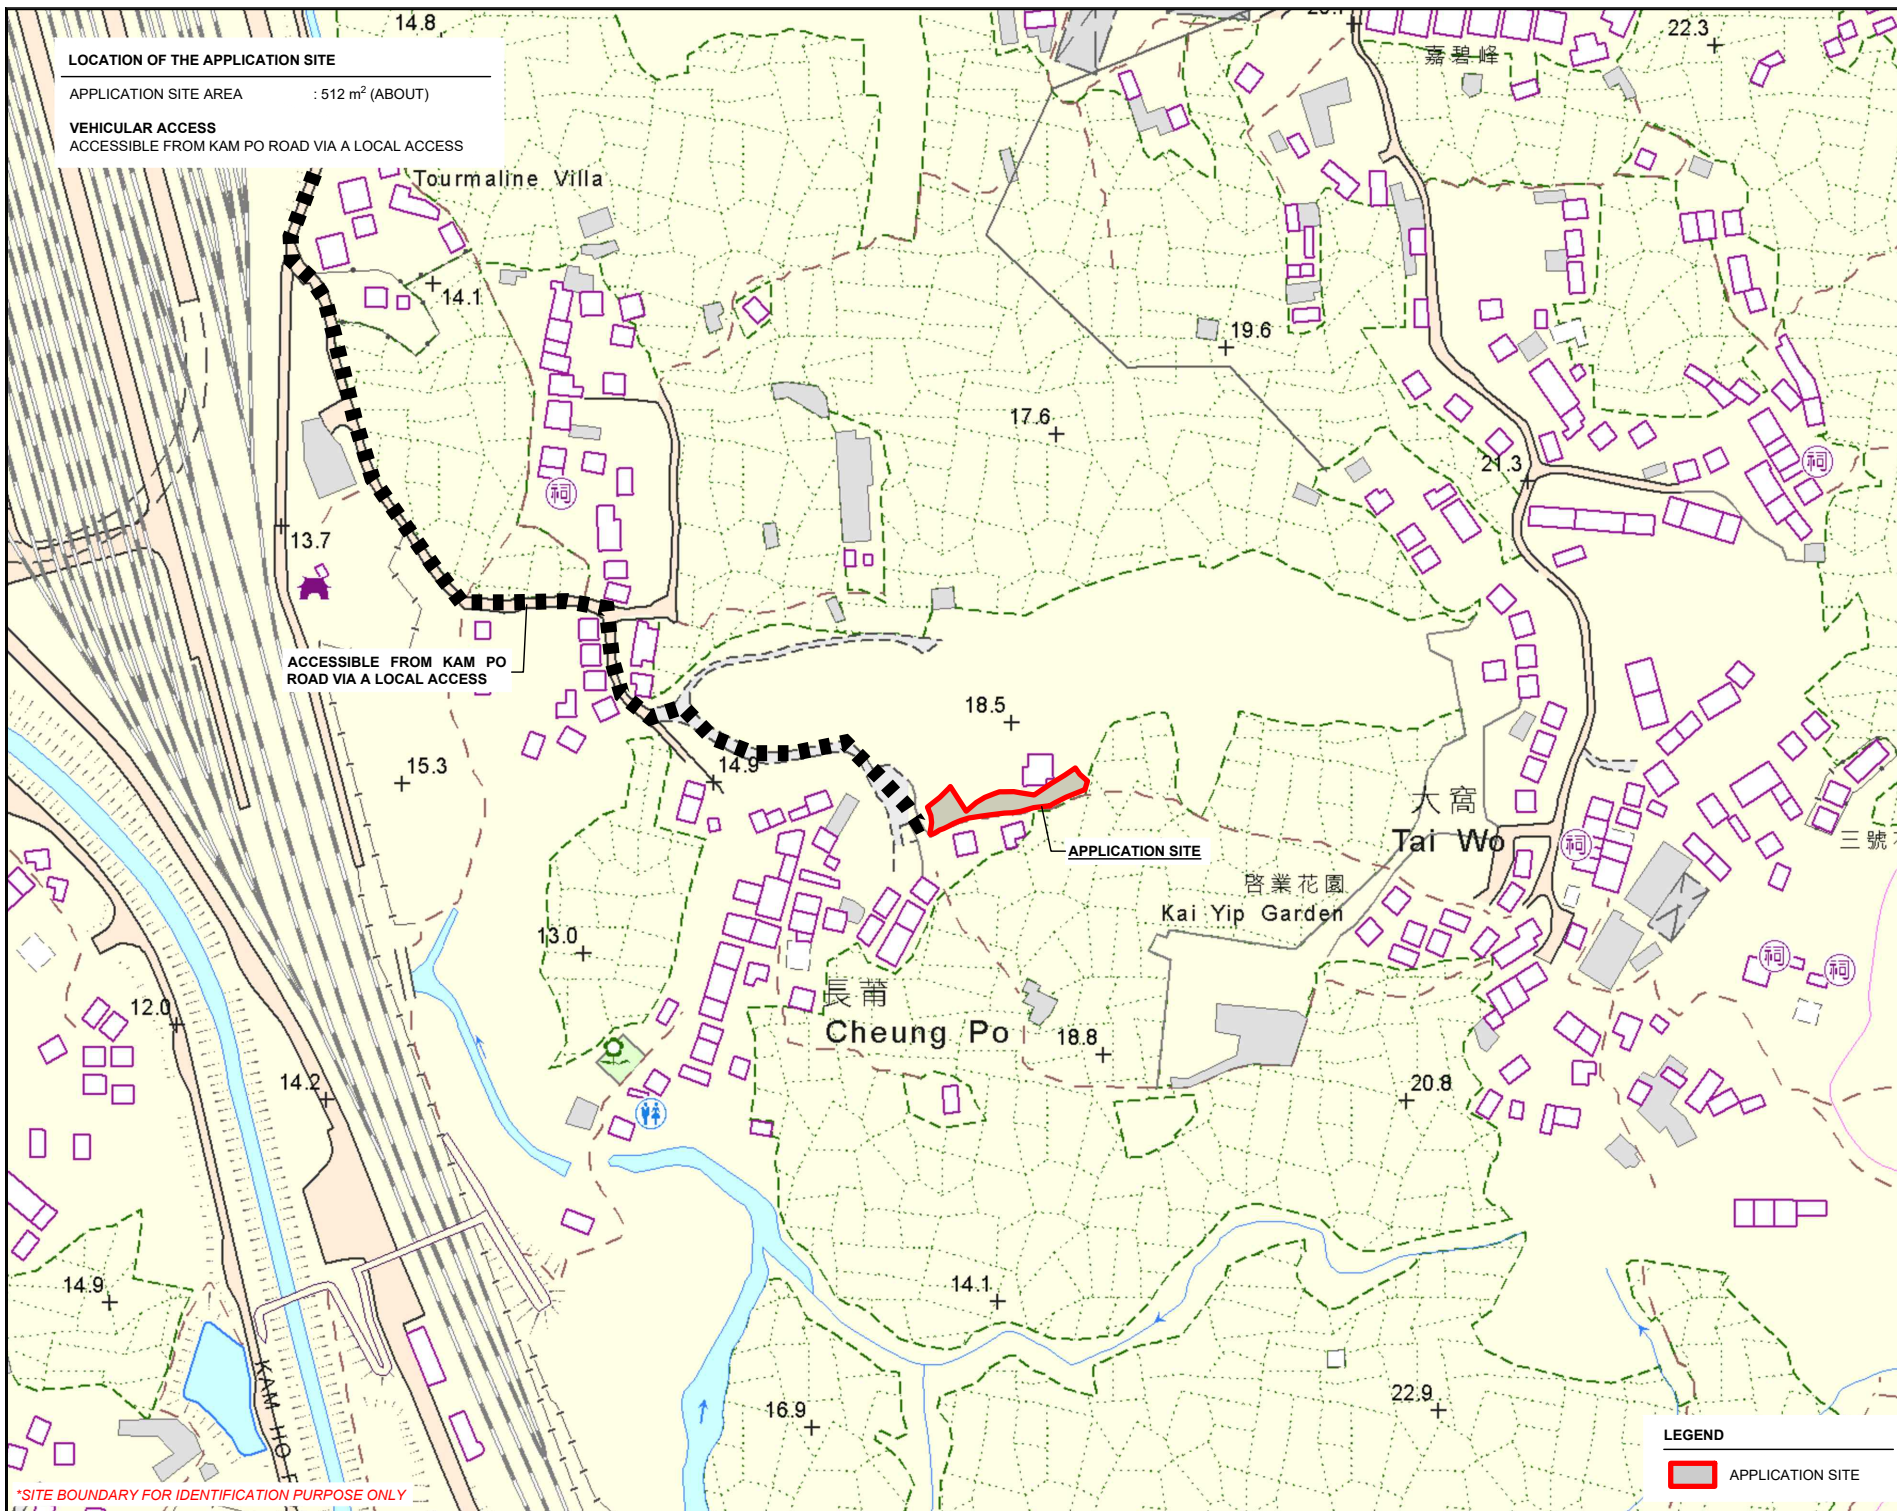 14.8
LOCATION OF THE APPLICATION SITE
APPLICATION SITE AREA : 512 m² (ABOUT)
VEHICULAR ACCESS
ACCESSIBLE FROM KAM PO ROAD VIA A LOCAL ACCESS
嘉碧峰
22.3
Tourmaline Villa
14.1
19.6
17.6
21.3
祠
祠
13.7
ACCESSIBLE FROM KAM PO
ROAD VIA A LOCAL ACCESS
18.5
15.3
14.9
大窩
Tai Wo
祠
三號
APPLICATION SITE
啓業花園
Kai Yip Garden
13.0
祠
祠
長莆
Cheung Po
12.0
18.8
14.2
20.8
14.9
14.1
KAM HO
16.9
22.9
LEGEND
APPLICATION SITE
*SITE BOUNDARY FOR IDENTIFICATION PURPOSE ONLY